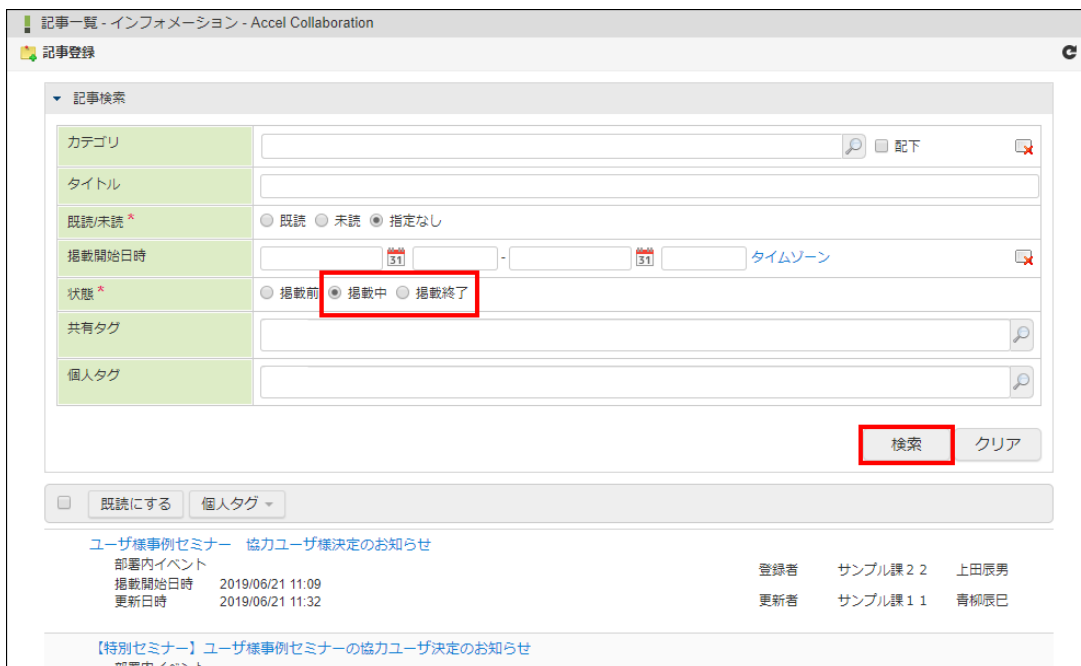 記事一覧 - インフォメーション - Accel Collaboration
記事登録
記事検索
カテゴリ 配下
タイトル
既読/未読 * 既読 未読 指定なし
掲載開始日時 31 - 31 タイムゾーン
状態 * 掲載前 掲載中 掲載終了
共有タグ
個人タグ
検索 クリア
既読にする 個人タグ
ユーザ様事例セミナー　協力ユーザ様決定のお知らせ
部署内イベント
掲載開始日時 2019/06/21 11:09 登録者 サンプル課２２ 上田辰男
更新日時 2019/06/21 11:32 更新者 サンプル課１１ 青柳辰巳
【特別セミナー】ユーザ様事例セミナーの協力ユーザ決定のお知らせ
部署内イベント